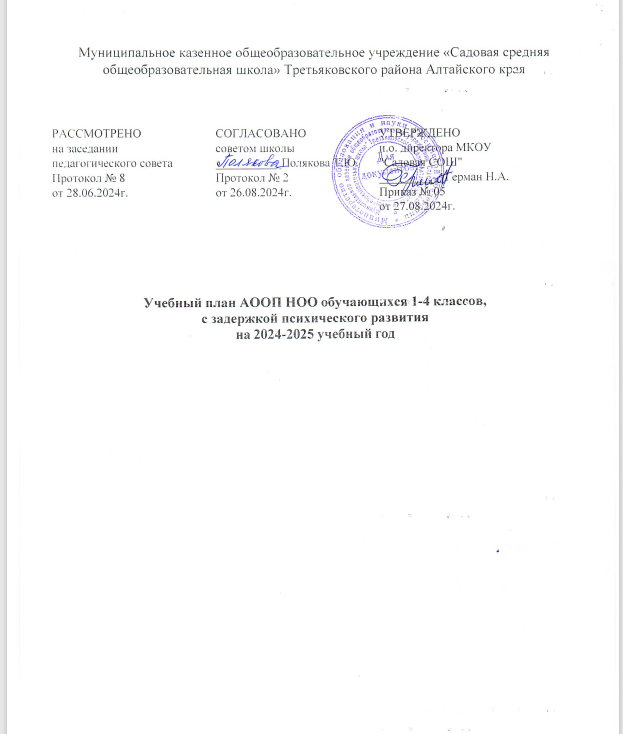 Муниципальное казенное общеобразовательное учреждение «Садовая средняя
общеобразовательная школа» Третьяковского района Алтайского края
РАССМОТРЕНО
на заседании
педагогического совета
Протокол № 8
от 28.06.2024г.
СОГЛАСОВАНО
советом школы
Полякова Полякова
Протокол № 2
от 26.08.2024г.
УТВЕРЖДЕНО
и.о. директора МКОУ
"Садовая СОШ"
Герман Н.А.
Приказ № 05
от 27.08.2024г.
Учебный план АООП НОО обучающихся 1-4 классов,
с задержкой психического развития
на 2024-2025 учебный год